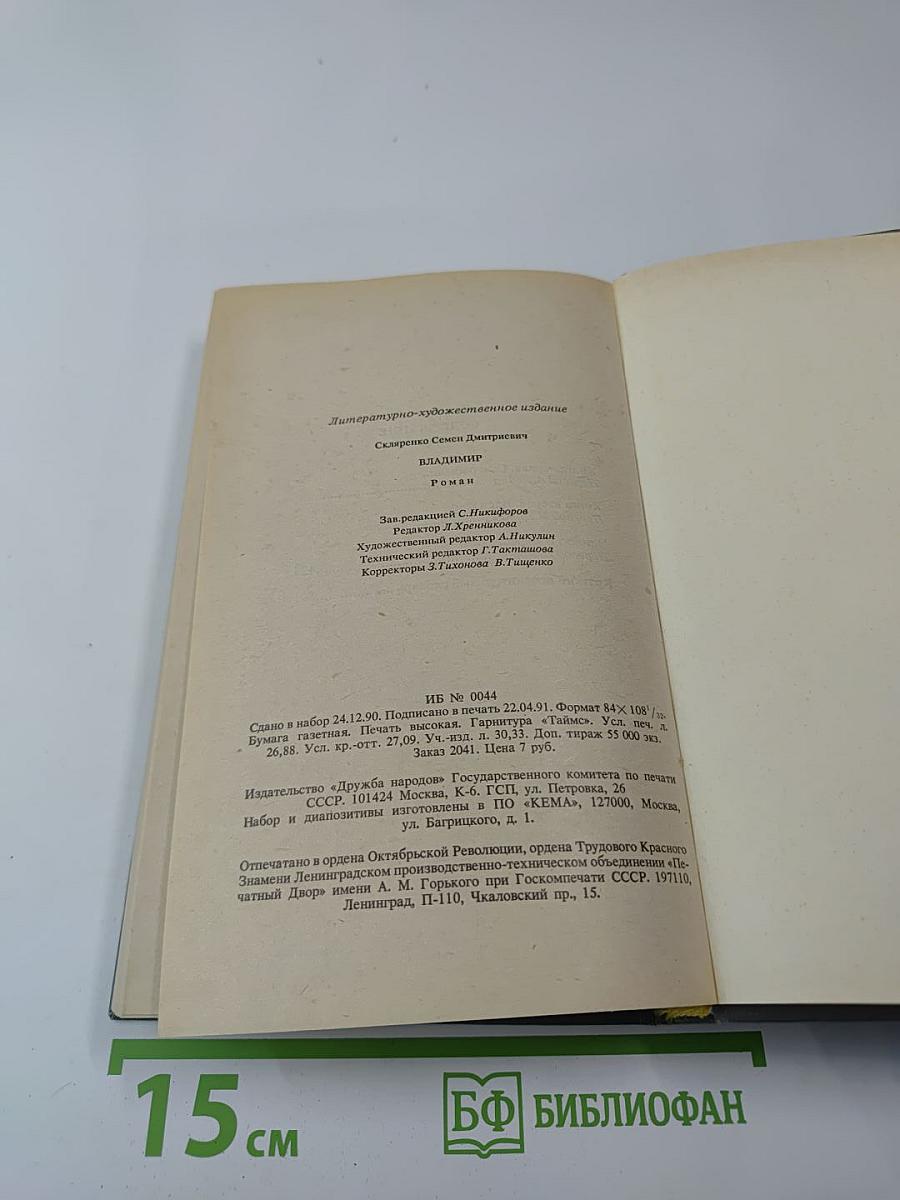 Литературно-художественное издание
Скляренко Семен Дмитриевич
ВЛАДИМИР
Роман
Зав.редакцией С.Никифоров
Редактор Л.Хренникова
Художественный редактор А.Никулин
Технический редактор Г.Такташова
Корректоры З.Тихонова В.Тищенко
ИБ № 0044
Сдано в набор 24.12.90. Подписано в печать 22.04.91. Формат 84×108¹/₃₂.
Бумага газетная. Печать высокая. Гарнитура «Таймс». Усл. печ. л.
26,88. Усл. кр.-отт. 27,09. Уч.-изд. л. 30,33. Доп. тираж 55 000 экз.
Заказ 2041. Цена 7 руб.
Издательство «Дружба народов» Государственного комитета по печати
СССР. 101424 Москва, К-6. ГСП, ул. Петровка, 26
Набор и диапозитивы изготовлены в ПО «КЕМА», 127000, Москва,
ул. Багрицкого, д. 1.
Отпечатано в ордена Октябрьской Революции, ордена Трудового Красного
Знамени Ленинградском производственно-техническом объединении «Пе-
чатный Двор» имени А. М. Горького при Госкомпечати СССР. 197110,
Ленинград, П-110, Чкаловский пр., 15.
15 см
БФ БИБЛИОФАН